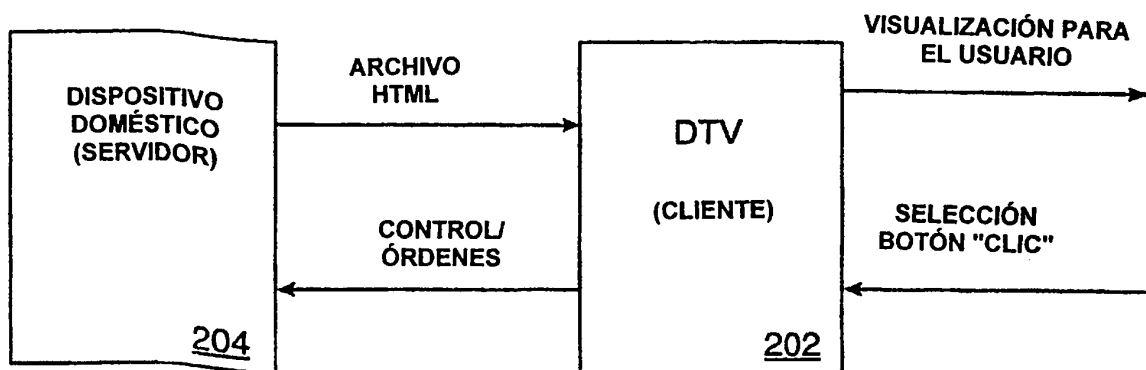 DISPOSITIVO
DOMÉSTICO
(SERVIDOR)
204
ARCHIVO
HTML
CONTROL/
ÓRDENES
DTV
(CLIENTE)
202
VISUALIZACIÓN PARA
EL USUARIO
SELECCIÓN
BOTÓN "CLIC"